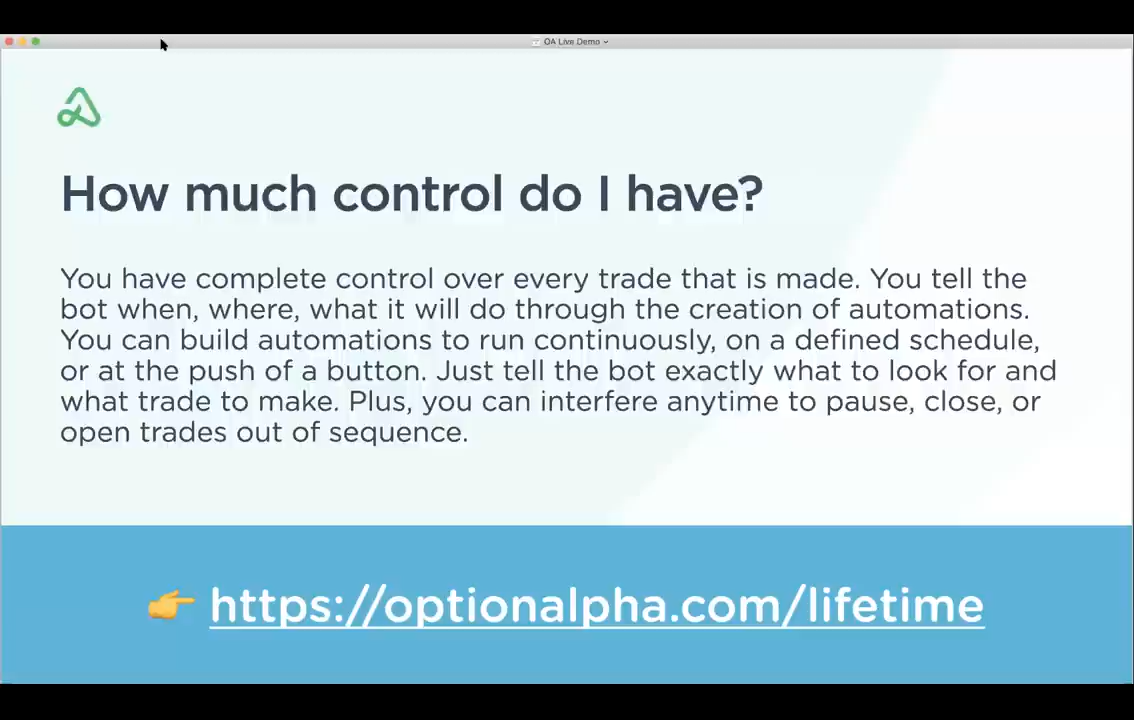 OA Live Demo
How much control do I have?
You have complete control over every trade that is made. You tell the
bot when, where, what it will do through the creation of automations.
You can build automations to run continuously, on a defined schedule,
or at the push of a button. Just tell the bot exactly what to look for and
what trade to make. Plus, you can interfere anytime to pause, close, or
open trades out of sequence.
https://optionalpha.com/lifetime